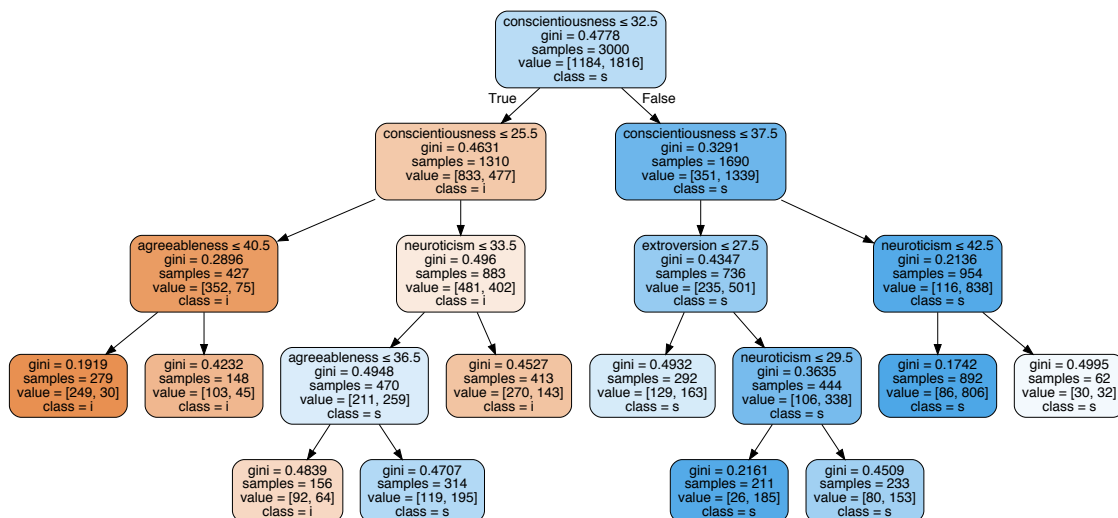 conscientiousness ≤ 32.5
gini = 0.4778
samples = 3000
value = [1184, 1816]
class = s
True
False
conscientiousness ≤ 25.5
gini = 0.4631
samples = 1310
value = [833, 477]
class = i
conscientiousness ≤ 37.5
gini = 0.3291
samples = 1690
value = [351, 1339]
class = s
agreeableness ≤ 40.5
gini = 0.2896
samples = 427
value = [352, 75]
class = i
neuroticism ≤ 33.5
gini = 0.496
samples = 883
value = [481, 402]
class = i
extroversion ≤ 27.5
gini = 0.4347
samples = 736
value = [235, 501]
class = s
neuroticism ≤ 42.5
gini = 0.2136
samples = 954
value = [116, 838]
class = s
gini = 0.1919
samples = 279
value = [249, 30]
class = i
gini = 0.4232
samples = 148
value = [103, 45]
class = i
agreeableness ≤ 36.5
gini = 0.4948
samples = 470
value = [211, 259]
class = s
gini = 0.4527
samples = 413
value = [270, 143]
class = i
gini = 0.4932
samples = 292
value = [129, 163]
class = s
neuroticism ≤ 29.5
gini = 0.3635
samples = 444
value = [106, 338]
class = s
gini = 0.1742
samples = 892
value = [86, 806]
class = s
gini = 0.4995
samples = 62
value = [30, 32]
class = s
gini = 0.4839
samples = 156
value = [92, 64]
class = i
gini = 0.4707
samples = 314
value = [119, 195]
class = s
gini = 0.2161
samples = 211
value = [26, 185]
class = s
gini = 0.4509
samples = 233
value = [80, 153]
class = s